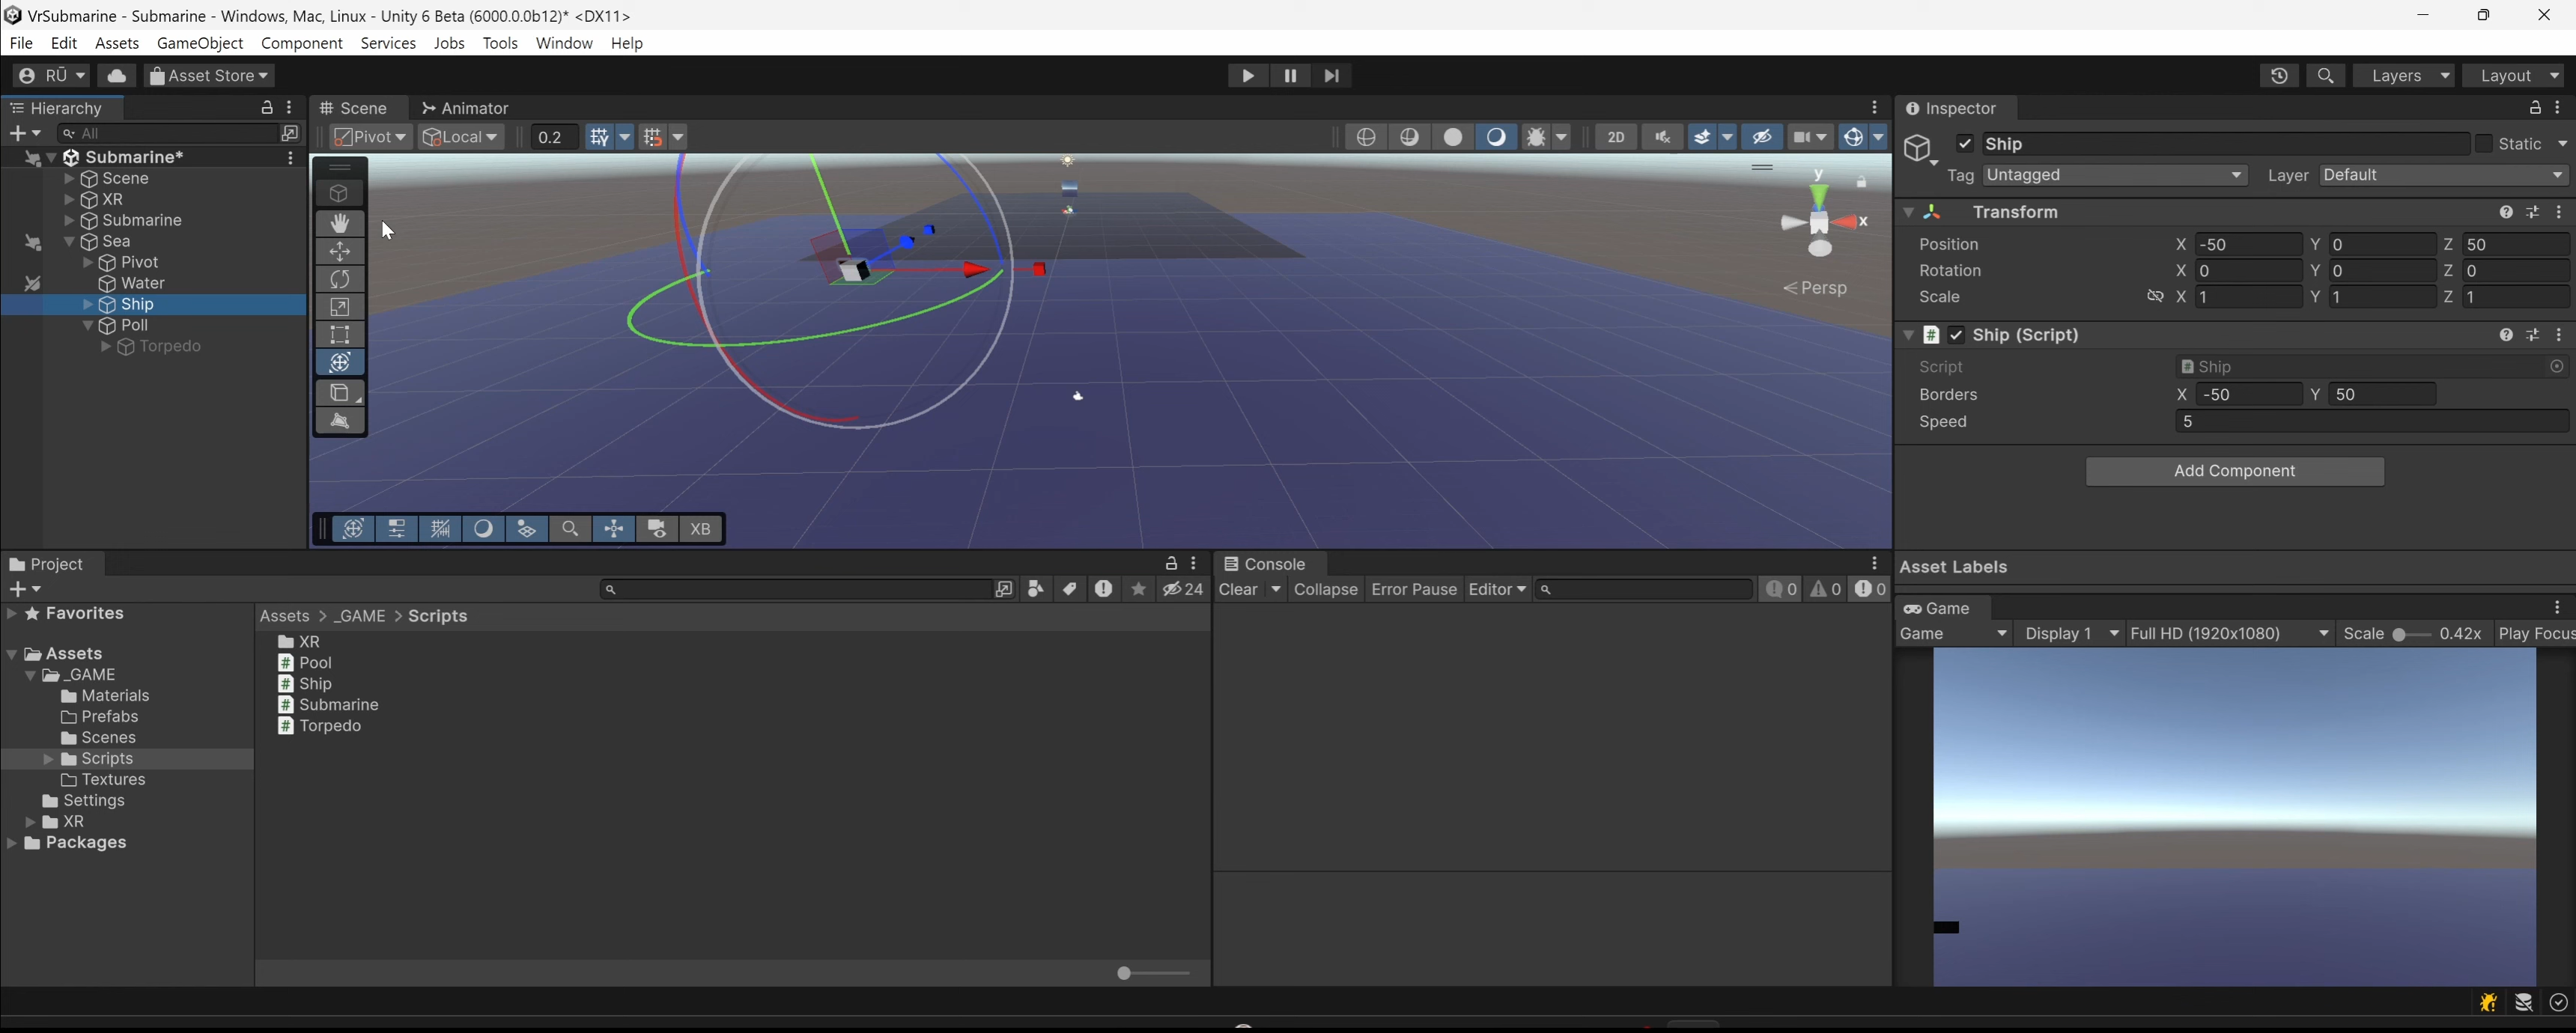 VrSubmarine - Submarine - Windows, Mac, Linux - Unity 6 Beta (6000.0.0b12)* <DX11>
File Edit Assets GameObject Component Services Jobs Tools Window Help
RŪ Asset Store Layers Layout
Hierarchy
All
Submarine*
Scene
XR
Submarine
Sea
Pivot
Water
Ship
Poll
Torpedo
Scene Animator
Pivot Local 0.2 2D
y
x
Persp
XB
Inspector
Ship Static
Tag Untagged Layer Default
Transform
Position X -50 Y 0 Z 50
Rotation X 0 Y 0 Z 0
Scale X 1 Y 1 Z 1
# Ship (Script)
Script # Ship
Borders X -50 Y 50
Speed 5
Add Component
Asset Labels
Project
24
Favorites
Assets
_GAME
Materials
Prefabs
Scenes
Scripts
Textures
Settings
XR
Packages
Assets > _GAME > Scripts
XR
# Pool
# Ship
# Submarine
# Torpedo
Console
Clear Collapse Error Pause Editor 0 0 0
Game
Game Display 1 Full HD (1920x1080) Scale 0.42x Play Focus